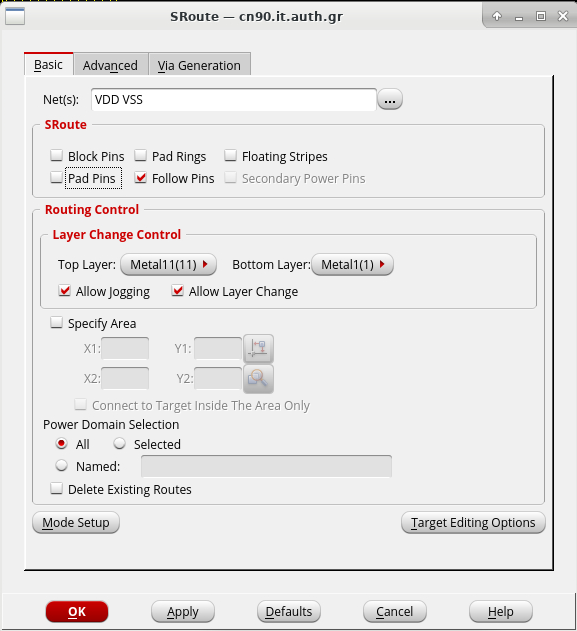 SRoute — cn90.it.auth.gr
Basic Advanced Via Generation
Net(s): VDD VSS ...
SRoute
Block Pins Pad Rings Floating Stripes
Pad Pins Follow Pins Secondary Power Pins
Routing Control
Layer Change Control
Top Layer: Metal11(11) Bottom Layer: Metal1(1)
Allow Jogging Allow Layer Change
Specify Area
X1: Y1:
X2: Y2:
Connect to Target Inside The Area Only
Power Domain Selection
All Selected
Named:
Delete Existing Routes
Mode Setup Target Editing Options
OK Apply Defaults Cancel Help